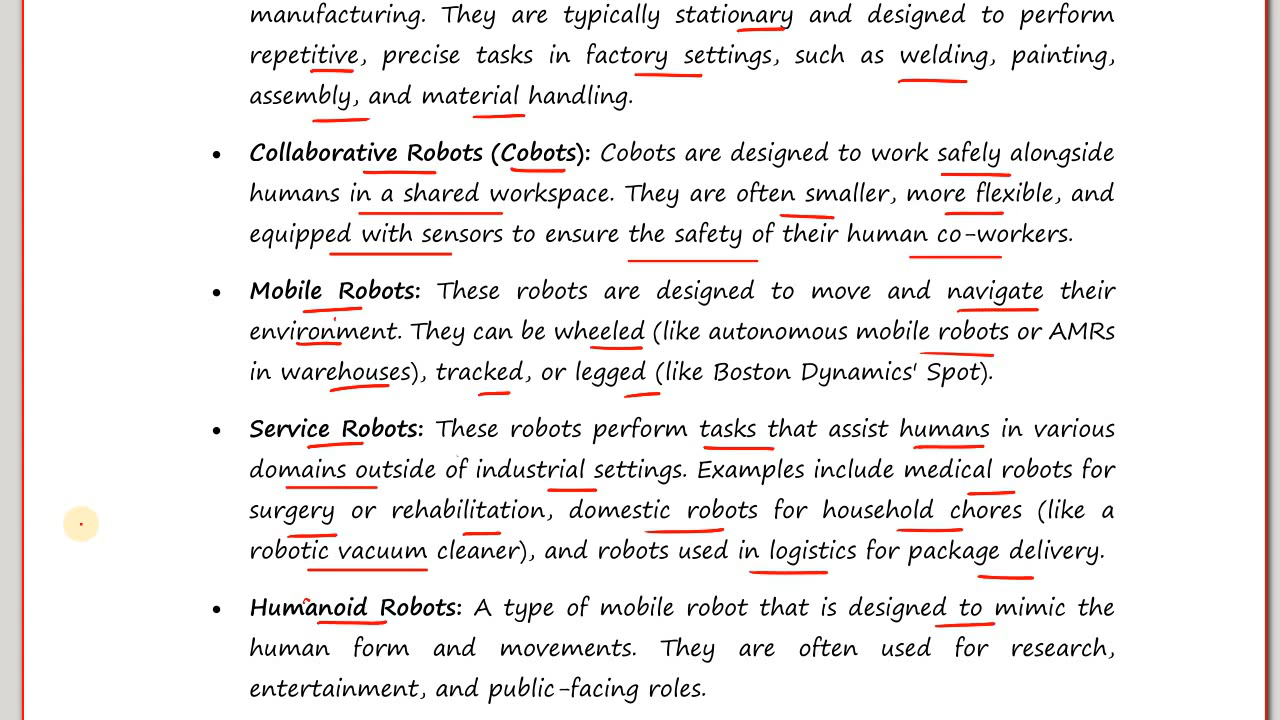 manufacturing. They are typically stationary and designed to perform
repetitive, precise tasks in factory settings, such as welding, painting,
assembly, and material handling.
• Collaborative Robots (Cobots): Cobots are designed to work safely alongside
humans in a shared workspace. They are often smaller, more flexible, and
equipped with sensors to ensure the safety of their human co-workers.
• Mobile Robots: These robots are designed to move and navigate their
environment. They can be wheeled (like autonomous mobile robots or AMRs
in warehouses), tracked, or legged (like Boston Dynamics' Spot).
• Service Robots: These robots perform tasks that assist humans in various
domains outside of industrial settings. Examples include medical robots for
surgery or rehabilitation, domestic robots for household chores (like a
robotic vacuum cleaner), and robots used in logistics for package delivery.
• Humanoid Robots: A type of mobile robot that is designed to mimic the
human form and movements. They are often used for research,
entertainment, and public-facing roles.